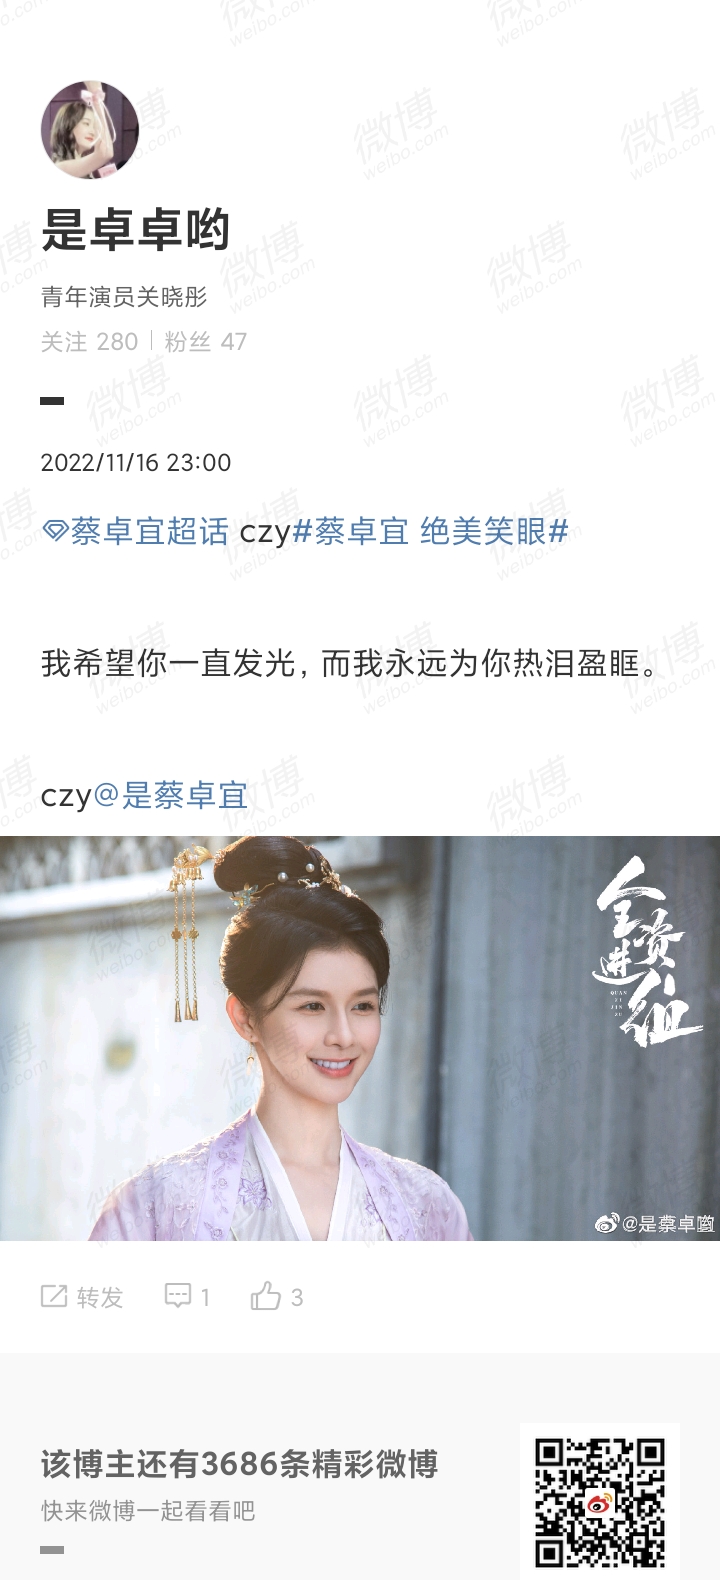 是卓卓哟
青年演员关晓彤
关注 280 | 粉丝 47
2022/11/16 23:00
蔡卓宜超话 czy#蔡卓宜 绝美笑眼#
我希望你一直发光，而我永远为你热泪盈眶。
czy@是蔡卓宜
全资进组
QUAN
ZI
JIN
ZU
转发
1
3
该博主还有3686条精彩微博
快来微博一起看看吧
微博
weibo.com